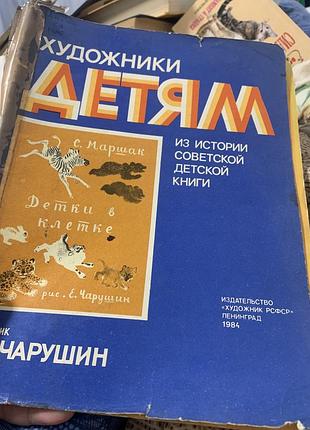 ХУДОЖНИКИ
ДЕТЯМ
ИЗ ИСТОРИИ
СОВЕТСКОЙ
ДЕТСКОЙ
КНИГИ
С. Маршак
Детки в
клетке
рис. Е. Чарушин
ИЗДАТЕЛЬСТВО
«ХУДОЖНИК РСФСР»
ЛЕНИНГРАД
1984
ЧАРУШИН